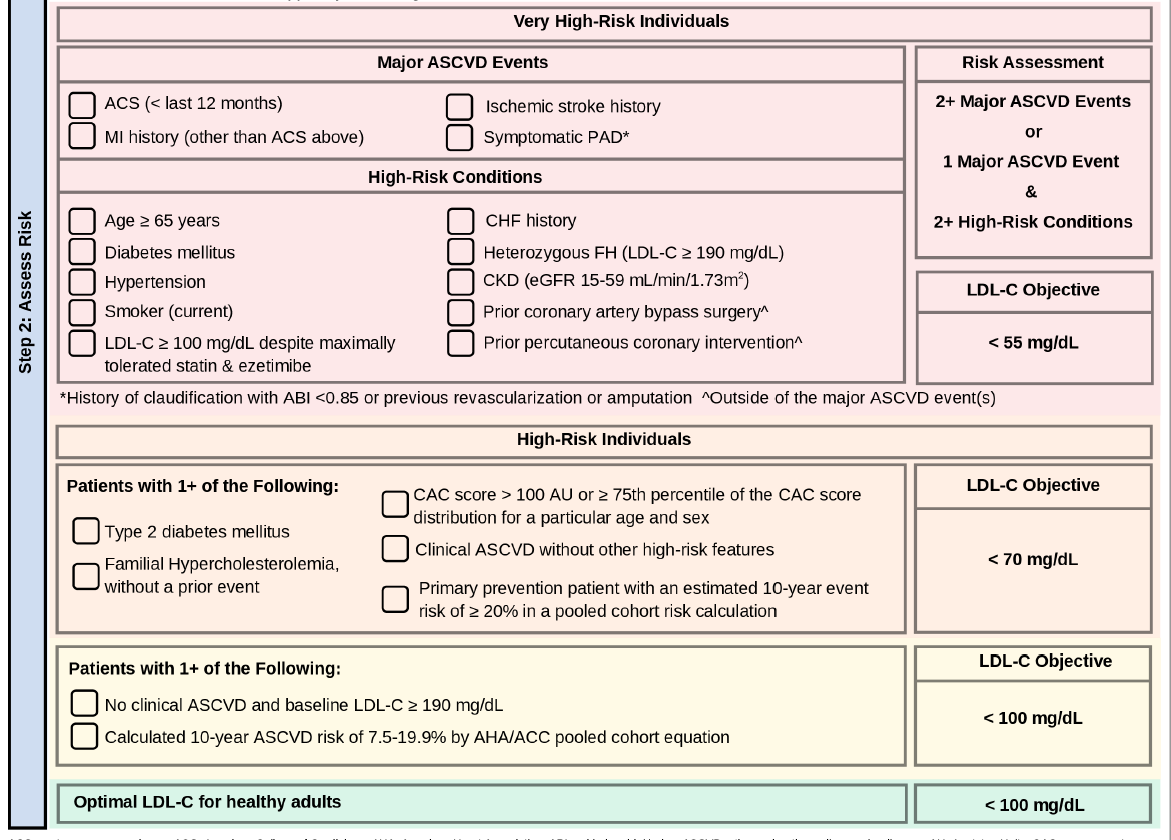 Step 2: Assess Risk
Very High-Risk Individuals
Major ASCVD Events
ACS (< last 12 months)
Ischemic stroke history
MI history (other than ACS above)
Symptomatic PAD*
High-Risk Conditions
Age ≥ 65 years
CHF history
Diabetes mellitus
Heterozygous FH (LDL-C ≥ 190 mg/dL)
Hypertension
CKD (eGFR 15-59 mL/min/1.73m²)
Smoker (current)
Prior coronary artery bypass surgery^
LDL-C ≥ 100 mg/dL despite maximally
tolerated statin & ezetimibe
Prior percutaneous coronary intervention^
Risk Assessment
2+ Major ASCVD Events
or
1 Major ASCVD Event
&
2+ High-Risk Conditions
LDL-C Objective
< 55 mg/dL
*History of claudification with ABI <0.85 or previous revascularization or amputation ^Outside of the major ASCVD event(s)
High-Risk Individuals
Patients with 1+ of the Following:
Type 2 diabetes mellitus
Familial Hypercholesterolemia,
without a prior event
CAC score > 100 AU or ≥ 75th percentile of the CAC score
distribution for a particular age and sex
Clinical ASCVD without other high-risk features
Primary prevention patient with an estimated 10-year event
risk of ≥ 20% in a pooled cohort risk calculation
LDL-C Objective
< 70 mg/dL
Patients with 1+ of the Following:
No clinical ASCVD and baseline LDL-C ≥ 190 mg/dL
Calculated 10-year ASCVD risk of 7.5-19.9% by AHA/ACC pooled cohort equation
LDL-C Objective
< 100 mg/dL
Optimal LDL-C for healthy adults
< 100 mg/dL